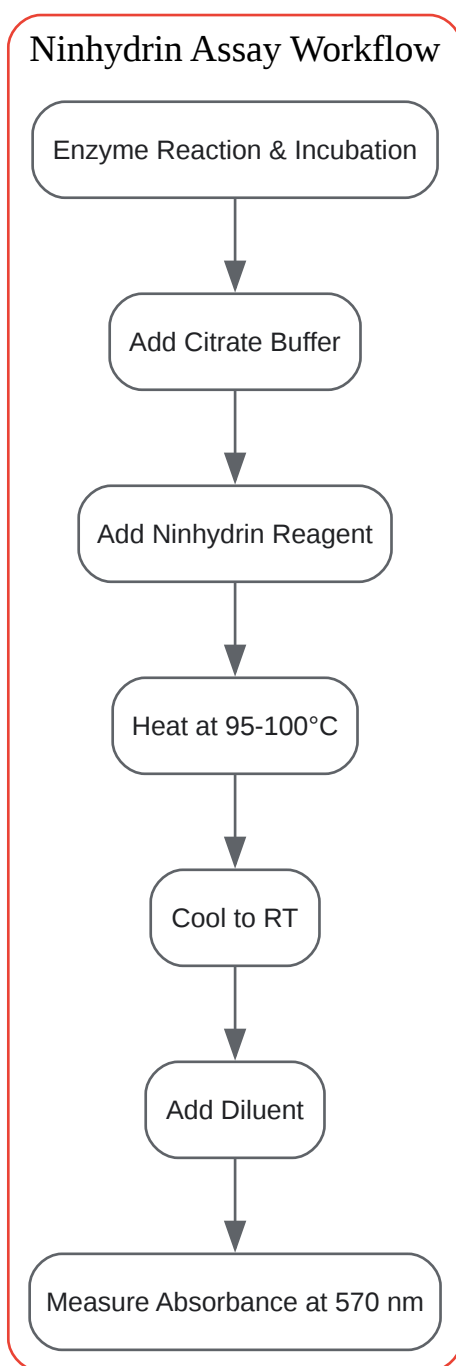 Ninhydrin Assay Workflow
Enzyme Reaction & Incubation
Add Citrate Buffer
Add Ninhydrin Reagent
Heat at 95-100°C
Cool to RT
Add Diluent
Measure Absorbance at 570 nm